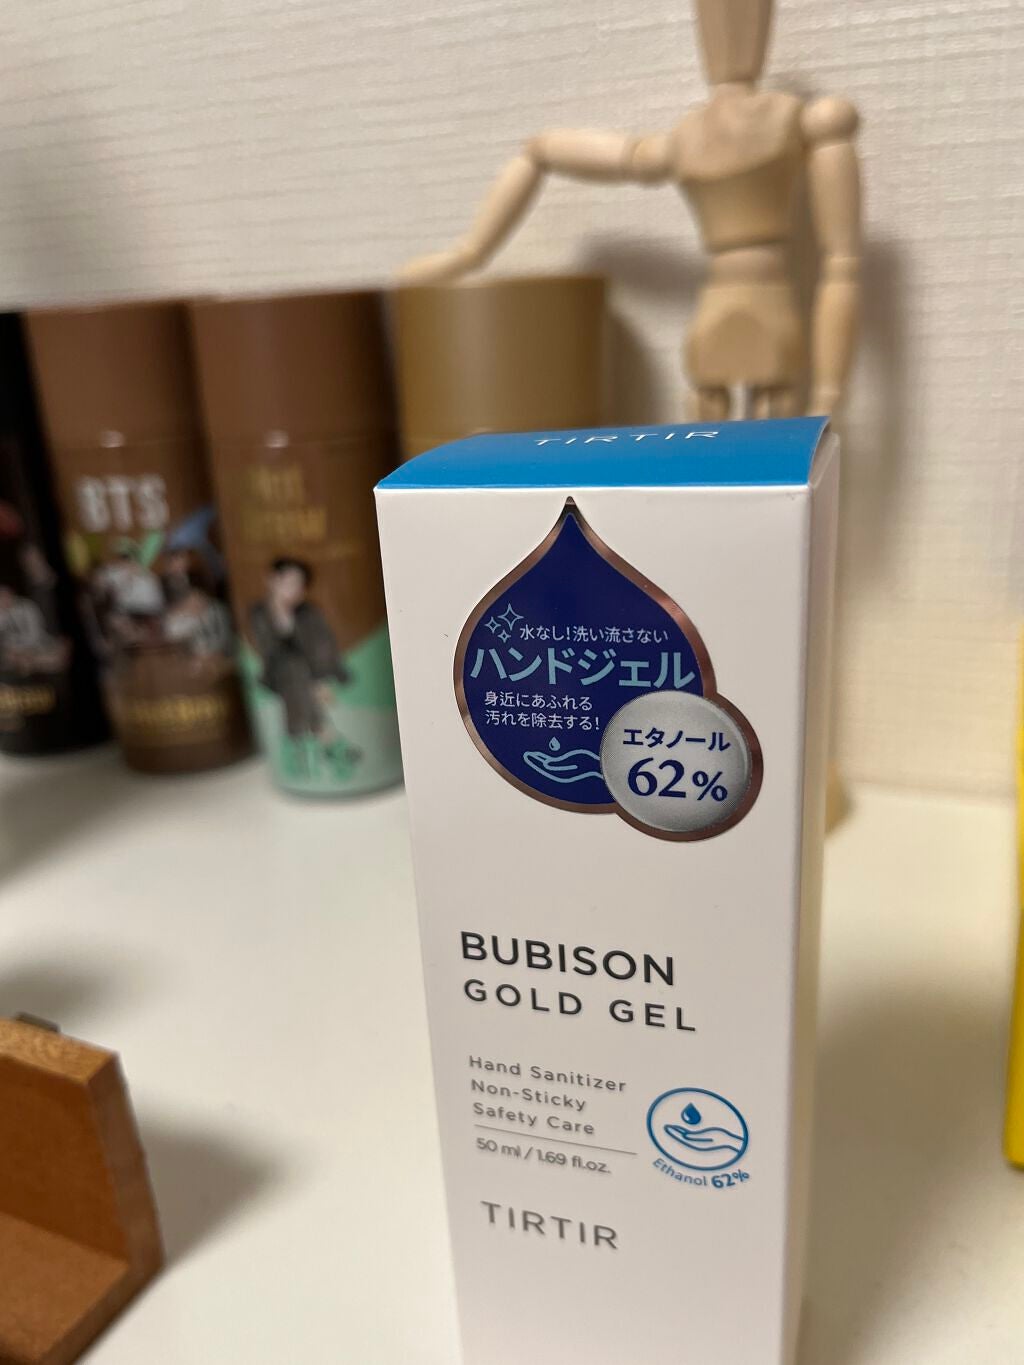 TIRTIR
水なし!洗い流さない
ハンドジェル
身近にあふれる
汚れを除去する!
エタノール
62%
BUBISON
GOLD GEL
Hand Sanitizer
Non-Sticky
Safety Care
50 ml / 1.69 fl.oz.
Ethanol 62%
TIRTIR
BTS
BTS